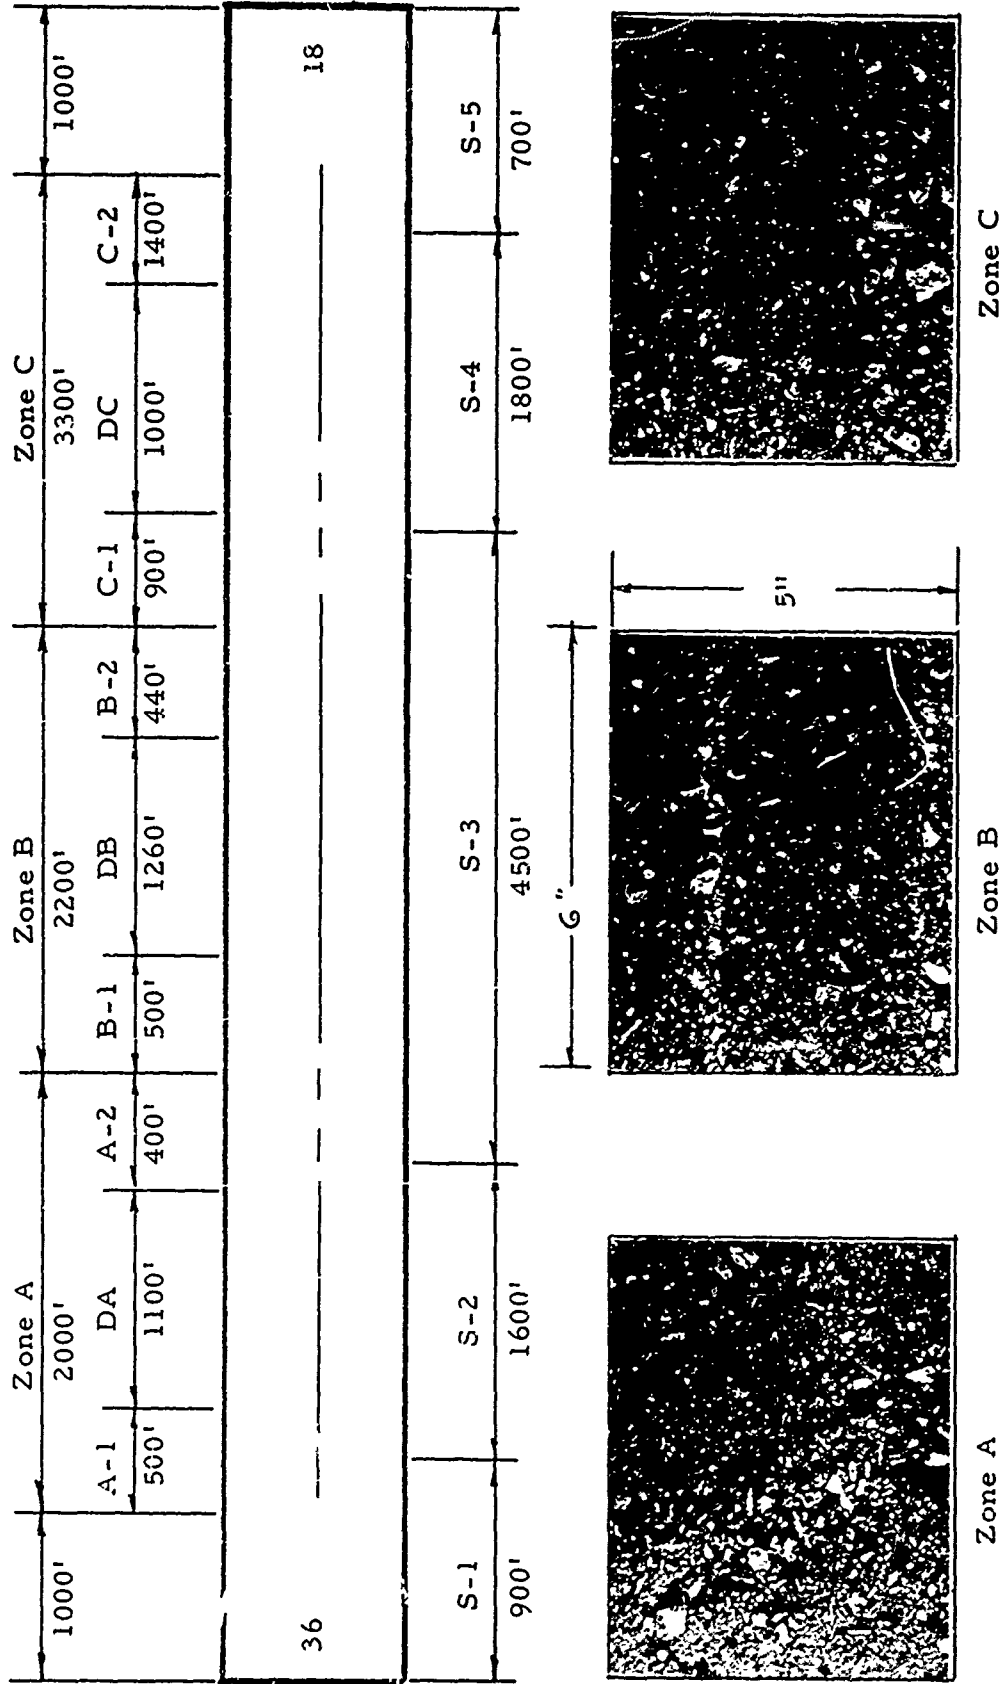 Zone A
Zone B
Zone C
1000'
2000'
2200'
3300'
1000'
A-1
DA
A-2
B-1
DB
B-2
C-1
DC
C-2
500'
1100'
400'
500'
1260'
440'
900'
1000'
1400'
36
18
S-1
S-2
S-3
S-4
S-5
900'
1600'
4500'
1800'
700'
6"
5"
Zone A
Zone B
Zone C